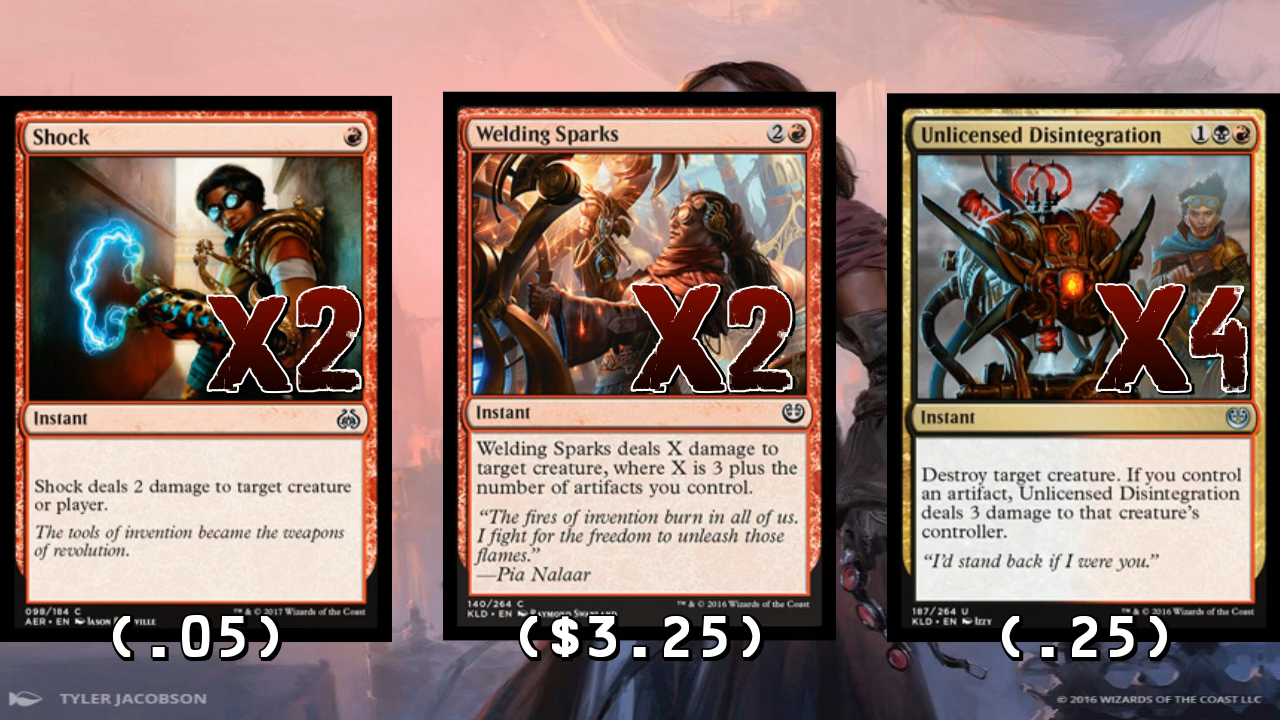 Shock
X2
Instant
Shock deals 2 damage to target creature
or player.
The tools of invention became the weapons
of revolution.
098/184 C
™ & © 2017 Wizards of the Coast
AER • EN
(.05)
Welding Sparks
2
X2
Instant
Welding Sparks deals X damage to
target creature, where X is 3 plus the
number of artifacts you control.
“The fires of invention burn in all of us.
I fight for the freedom to unleash those
flames.”
—Pia Nalaar
140/264 C
™ & © 2016 Wizards of the Coast
KLD • EN
($3.25)
Unlicensed Disintegration
1
X4
Instant
Destroy target creature. If you control
an artifact, Unlicensed Disintegration
deals 3 damage to that creature’s
controller.
“I’d stand back if I were you.”
187/264 U
™ & © 2016 Wizards of the Coast
KLD • EN Izzy
(.25)
TYLER JACOBSON
© 2016 WIZARDS OF THE COAST LLC